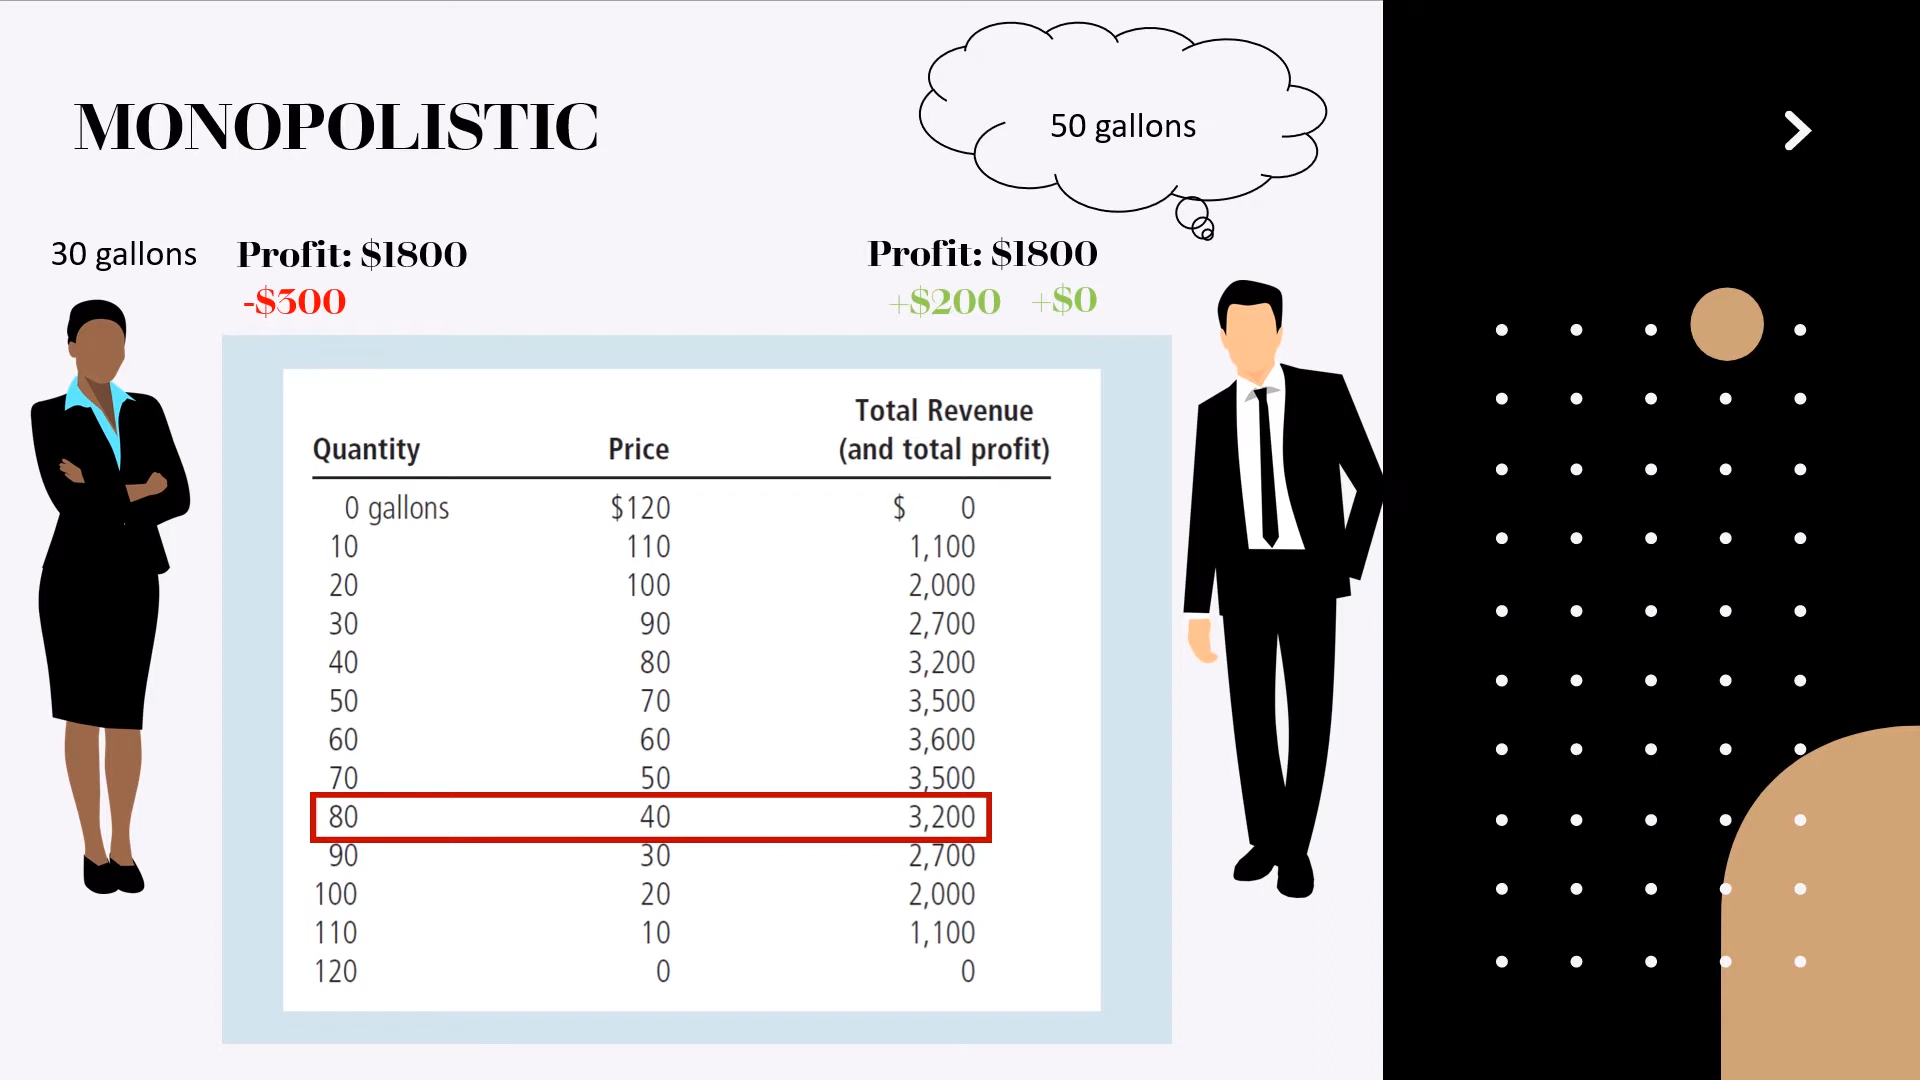 MONOPOLISTIC
50 gallons
30 gallons Profit: $1800
-$300
Profit: $1800
+$200 +$0
Total Revenue
Quantity Price (and total profit)
0 gallons $120 $ 0
10 110 1,100
20 100 2,000
30 90 2,700
40 80 3,200
50 70 3,500
60 60 3,600
70 50 3,500
80 40 3,200
90 30 2,700
100 20 2,000
110 10 1,100
120 0 0